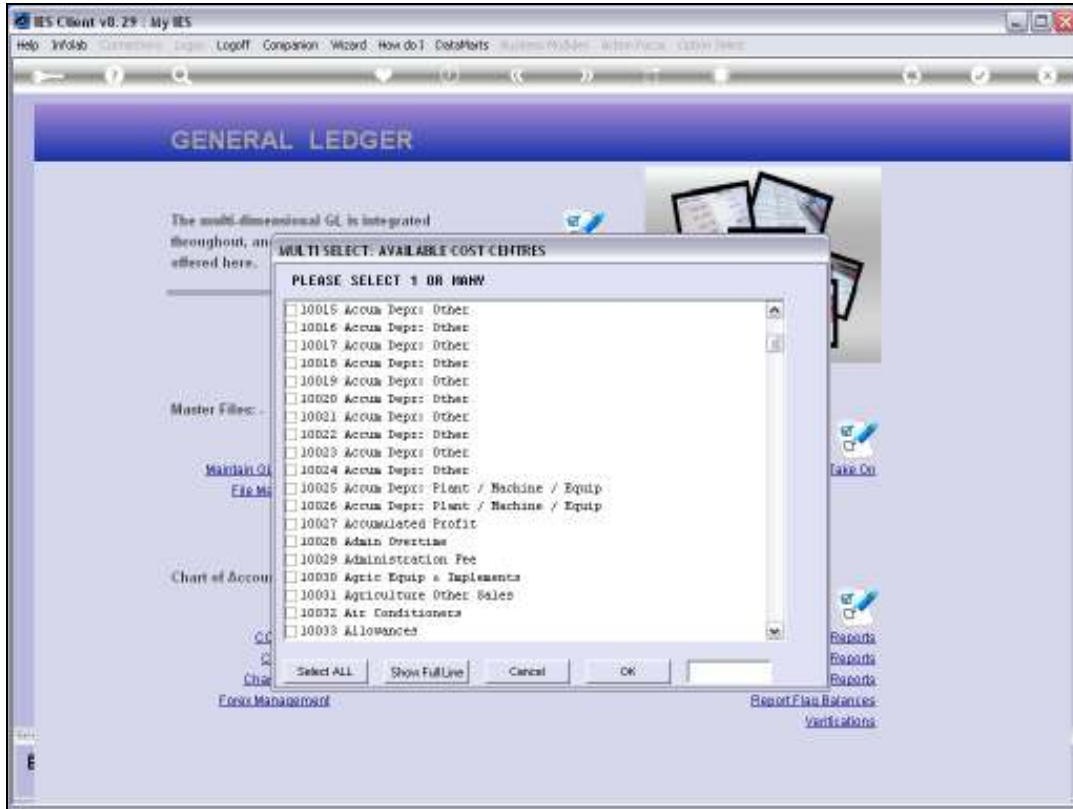 IES Client v8.29 : My IES
Help Infolab Logoff Companion Wizard How do I DataMarts
GENERAL LEDGER
The multi-dimensional GL is integrated
throughout, an
offered here.
MULTI SELECT: AVAILABLE COST CENTRES
PLEASE SELECT 1 OR MANY
10015 Accum Depr: Other
10016 Accum Depr: Other
10017 Accum Depr: Other
10018 Accum Depr: Other
10019 Accum Depr: Other
10020 Accum Depr: Other
10021 Accum Depr: Other
10022 Accum Depr: Other
10023 Accum Depr: Other
10024 Accum Depr: Other
10025 Accum Depr: Plant / Machine / Equip
10026 Accum Depr: Plant / Machine / Equip
10027 Accumulated Profit
10028 Admin Overtime
10029 Administration Fee
10030 Agric Equip & Implements
10031 Agriculture Other Sales
10032 Air Conditioners
10033 Allowances
Select ALL Show Full Line Cancel OK
Master Files:
Maintain Gl
Take On
File Ma
Chart of Accou
CC
Reports
Reports
Char
Reports
Forex Management
Report Flag Balances
Verifications